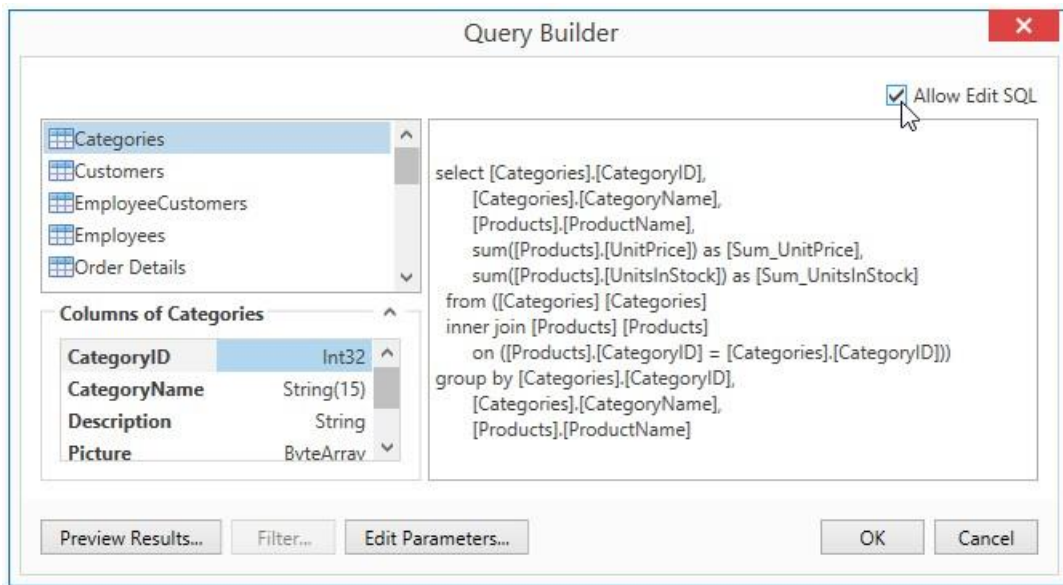 Query Builder
Allow Edit SQL
Categories
Customers
EmployeeCustomers
Employees
Order Details
Columns of Categories
CategoryID Int32
CategoryName String(15)
Description String
Picture ByteArray
select [Categories].[CategoryID],
[Categories].[CategoryName],
[Products].[ProductName],
sum([Products].[UnitPrice]) as [Sum_UnitPrice],
sum([Products].[UnitsInStock]) as [Sum_UnitsInStock]
from ([Categories] [Categories]
inner join [Products] [Products]
on ([Products].[CategoryID] = [Categories].[CategoryID]))
group by [Categories].[CategoryID],
[Categories].[CategoryName],
[Products].[ProductName]
Preview Results... Filter... Edit Parameters... OK Cancel